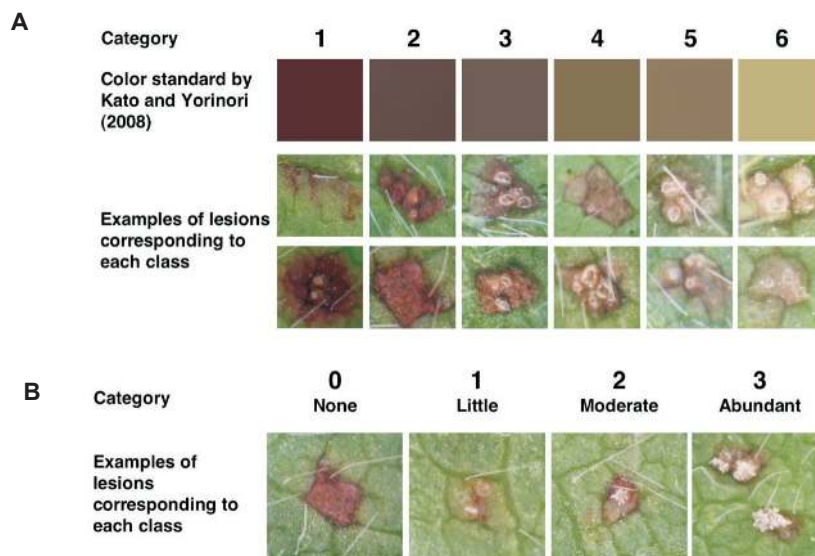 A
Category 1 2 3 4 5 6
Color standard by
Kato and Yorinori
(2008)
Examples of lesions
corresponding to
each class
B
Category
0 1 2 3
None Little Moderate Abundant
Examples of
lesions
corresponding to
each class